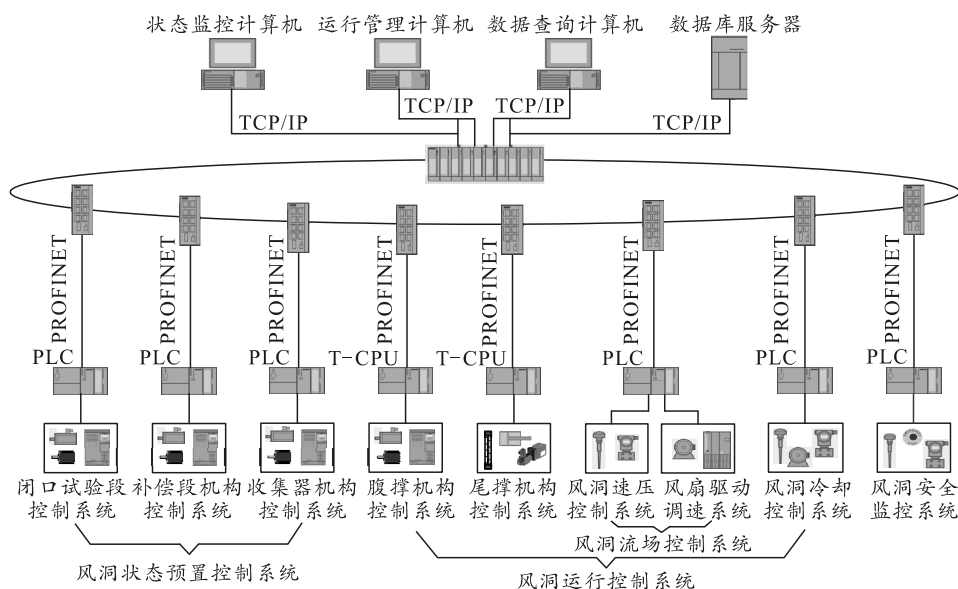 状态监控计算机 运行管理计算机 数据查询计算机 数据库服务器
TCP/IP TCP/IP
TCP/IP TCP/IP
PROFINET PROFINET PROFINET PROFINET PROFINET PROFINET PROFINET PROFINET
PLC PLC PLC T-CPU T-CPU PLC PLC PLC
闭口试验段控制系统
补偿段机构控制系统
收集器机构控制系统
腹撑机构控制系统
尾撑机构控制系统
风洞速压控制系统
风扇驱动调速系统
风洞冷却控制系统
风洞安全监控系统
风洞流场控制系统
风洞状态预置控制系统
风洞运行控制系统